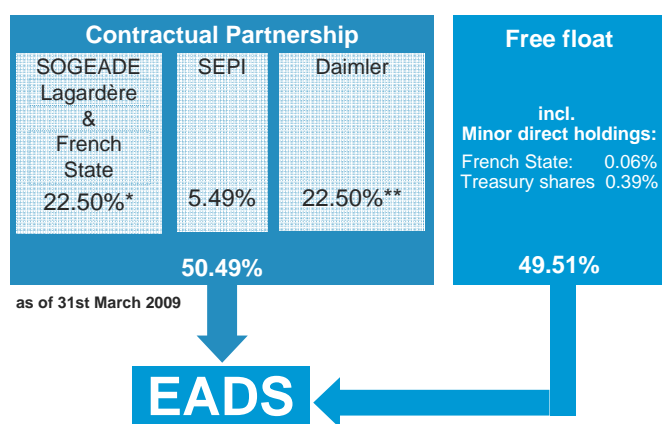 Contractual Partnership
SOGEADE
Lagardère
&
French
State
22.50%*
SEPI
5.49%
Daimler
22.50%**
50.49%
as of 31st March 2009
Free float
incl.
Minor direct holdings:
French State: 0.06%
Treasury shares 0.39%
49.51%
EADS